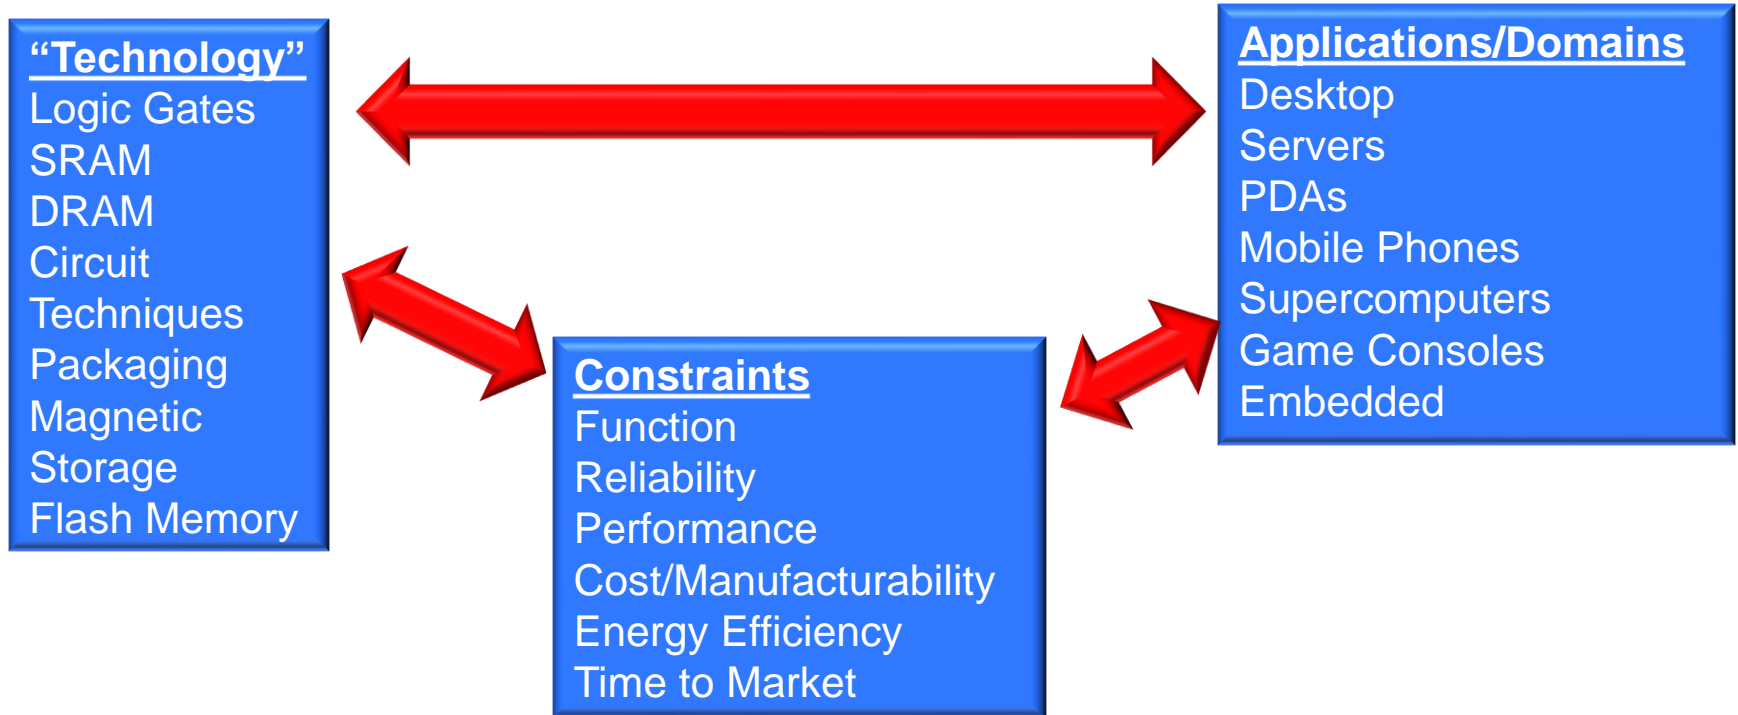 “Technology”
Logic Gates
SRAM
DRAM
Circuit
Techniques
Packaging
Magnetic
Storage
Flash Memory
Constraints
Function
Reliability
Performance
Cost/Manufacturability
Energy Efficiency
Time to Market
Applications/Domains
Desktop
Servers
PDAs
Mobile Phones
Supercomputers
Game Consoles
Embedded